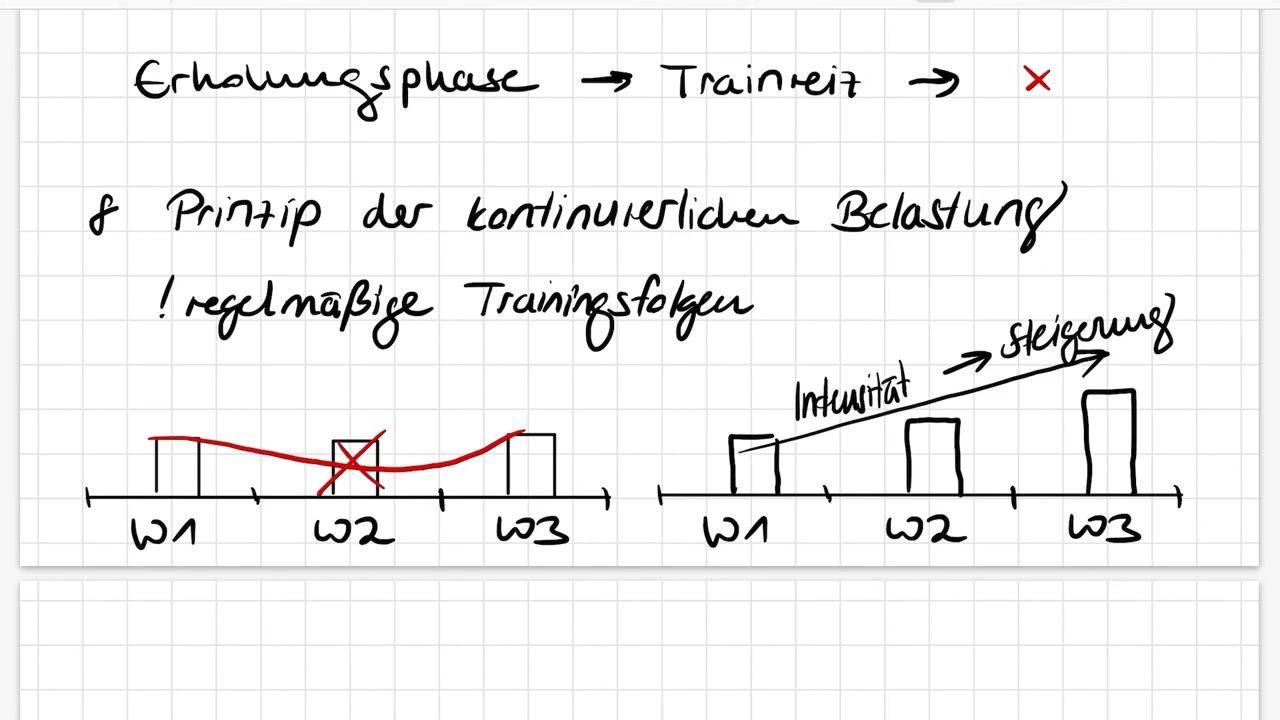 Erholungsphase → Trainreiz → ×
8 Prinzip der kontinuierlichen Belastung
! regelmäßige Trainingsfolgen
Intensität → Steigerung
W1 W2 W3 W1 W2 W3